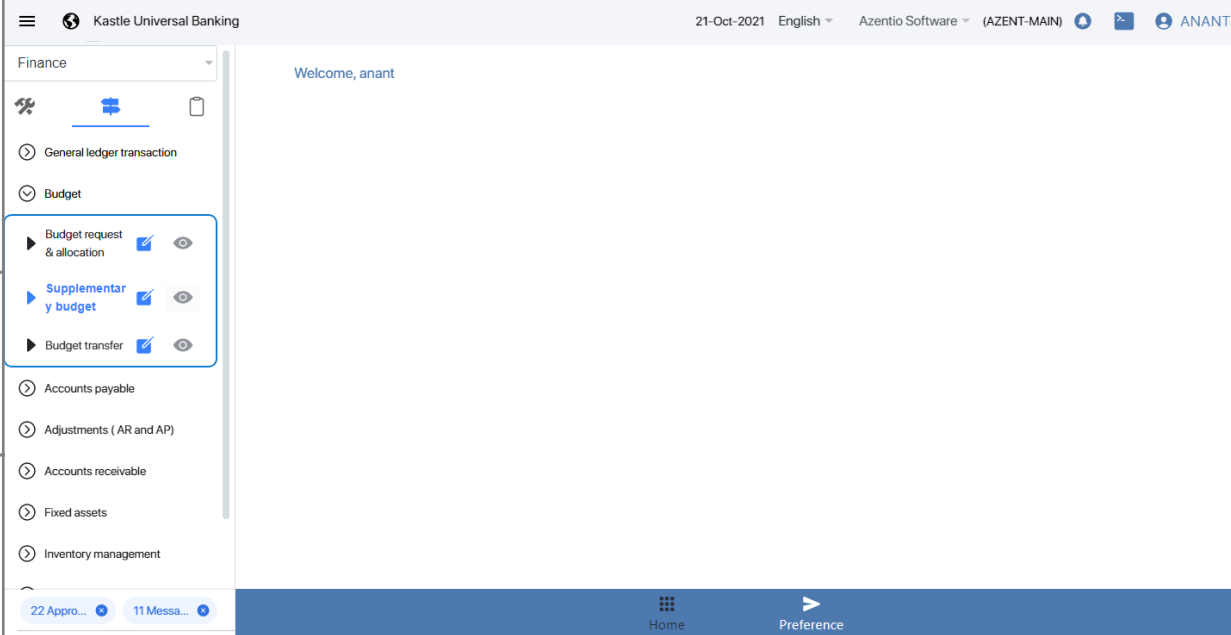 Kastle Universal Banking
21-Oct-2021 English Azentio Software (AZENT-MAIN) ANANT
Finance
Welcome, anant
General ledger transaction
Budget
Budget request
& allocation
Supplementar
y budget
Budget transfer
Accounts payable
Adjustments ( AR and AP)
Accounts receivable
Fixed assets
Inventory management
22 Appro... 11 Messa...
Home Preference